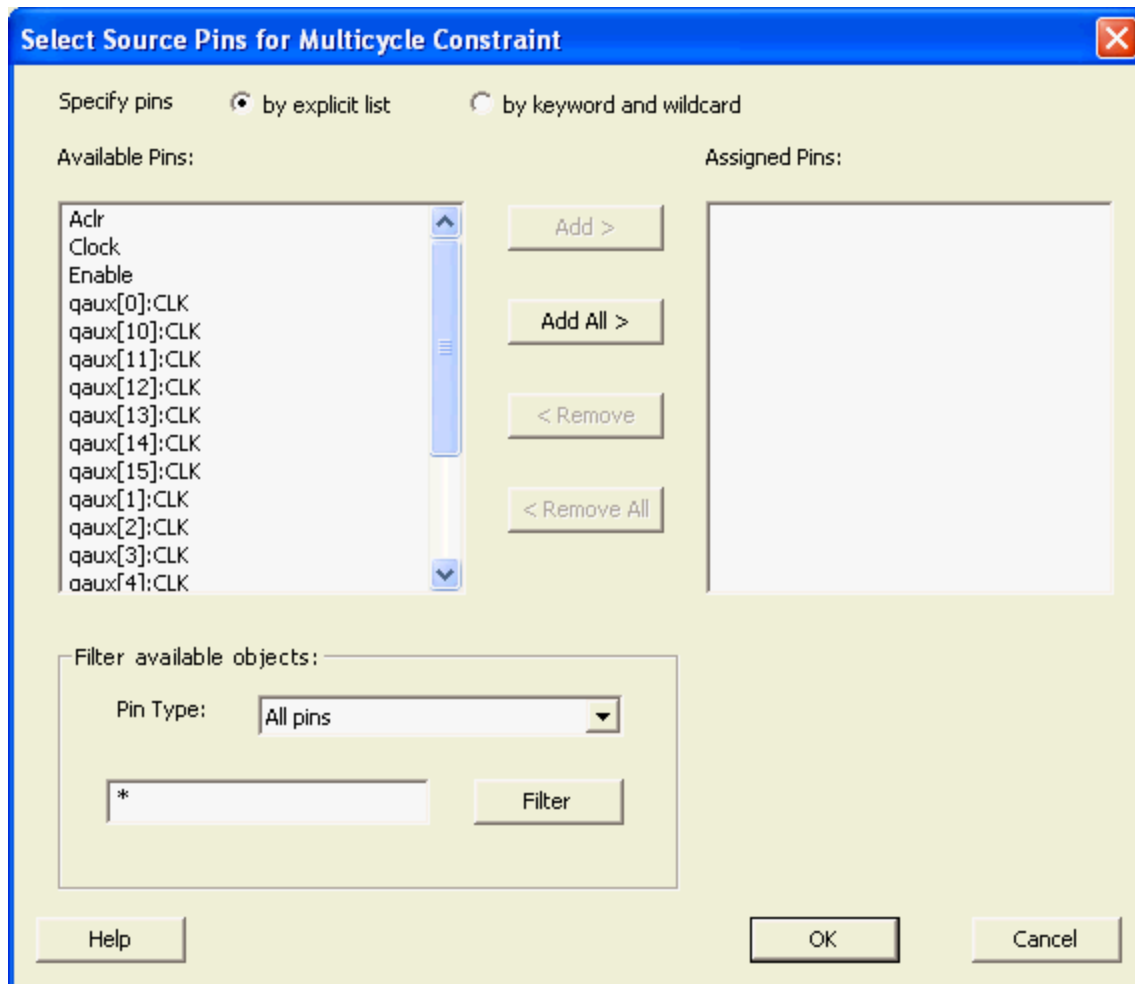 Select Source Pins for Multicycle Constraint
Specify pins by explicit list by keyword and wildcard
Available Pins: Assigned Pins:
Aclr
Clock
Enable
qaux[0]:CLK
qaux[10]:CLK
qaux[11]:CLK
qaux[12]:CLK
qaux[13]:CLK
qaux[14]:CLK
qaux[15]:CLK
qaux[1]:CLK
qaux[2]:CLK
qaux[3]:CLK
qaux[4]:CLK
Add >
Add All >
< Remove
< Remove All
Filter available objects:
Pin Type: All pins
* Filter
Help OK Cancel